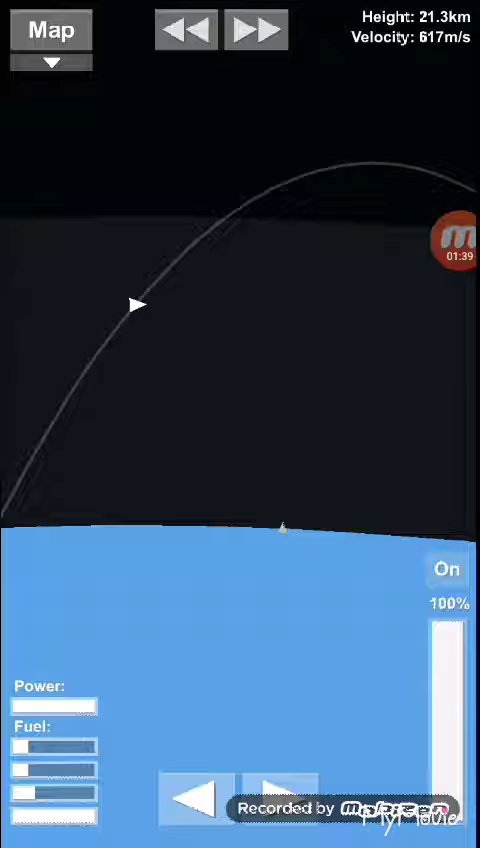 Map
Height: 21.3km
Velocity: 617m/s
01:39
On
100%
Power:
Fuel:
Recorded by